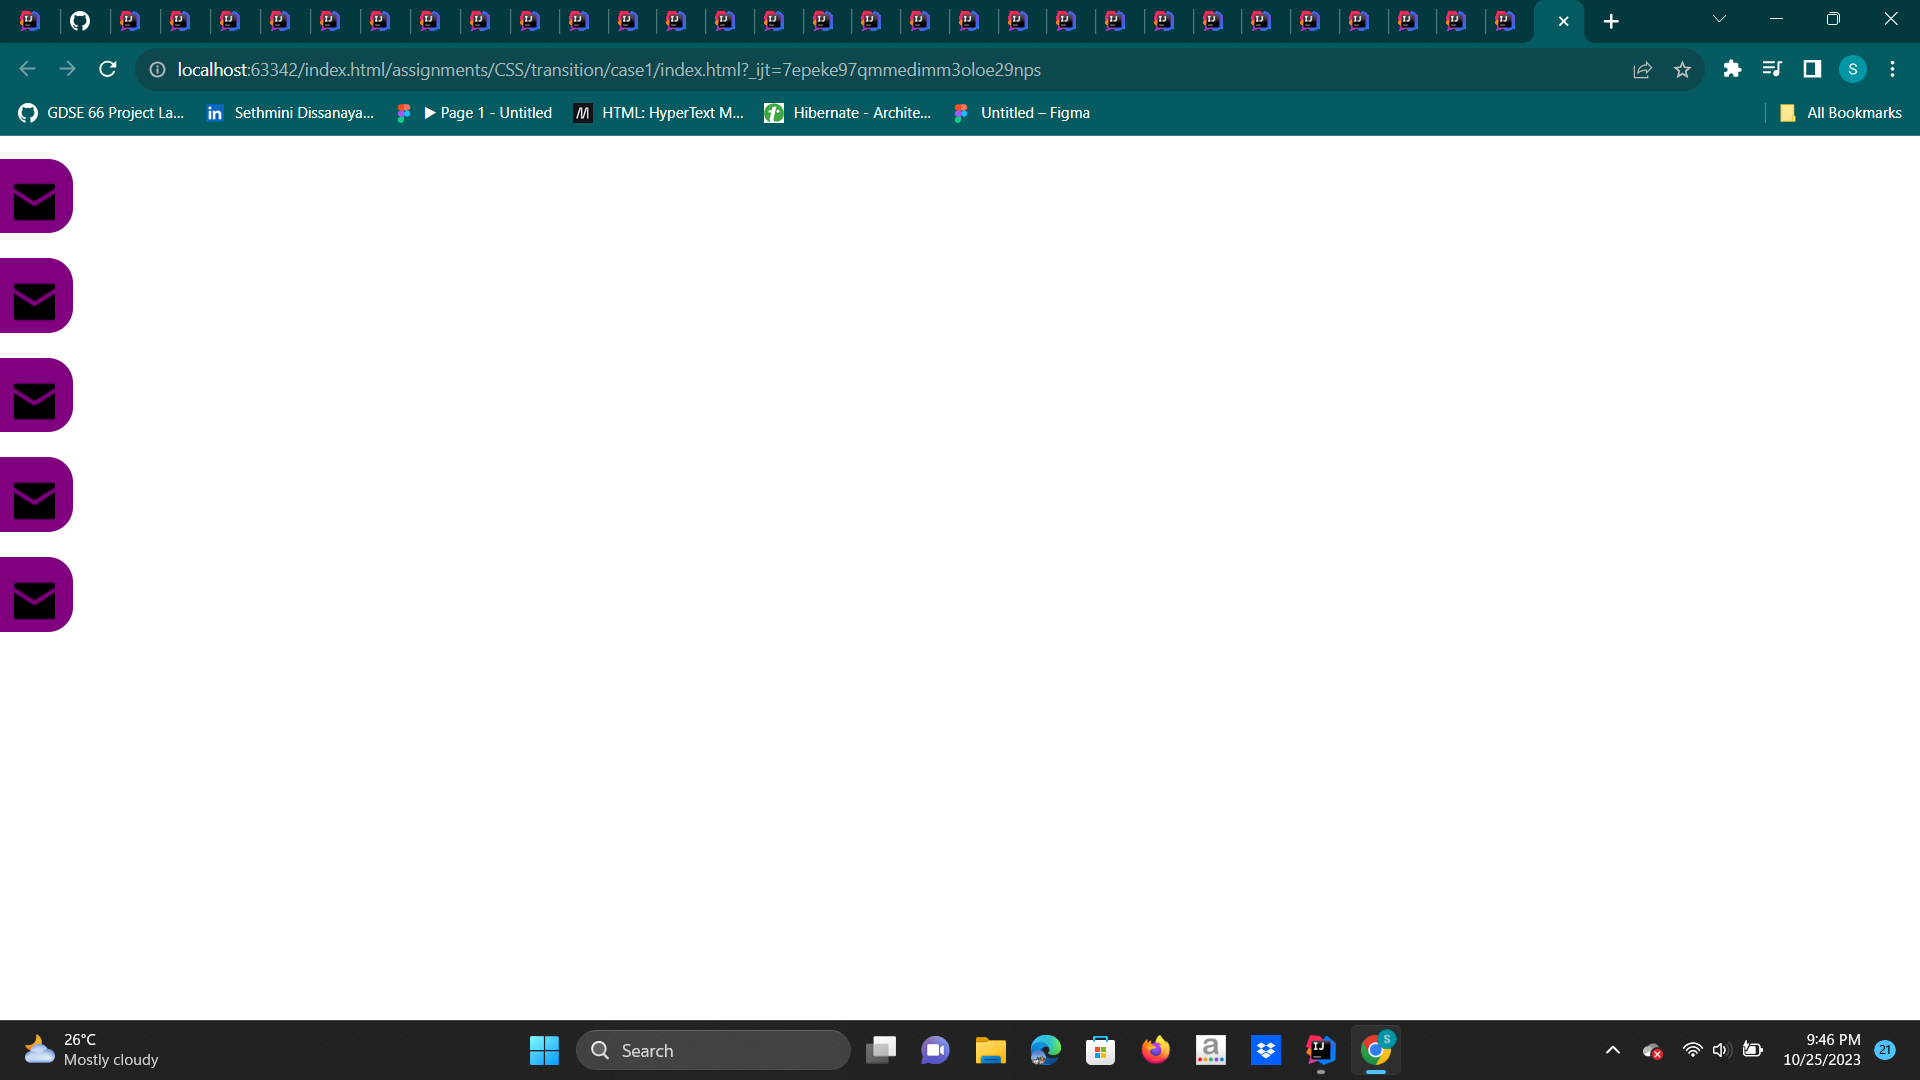 localhost:63342/index.html/assignments/CSS/transition/case1/index.html?_ijt=7epeke97qmmedimm3oloe29nps
S
GDSE 66 Project La...
in
Sethmini Dissanaya...
▶ Page 1 - Untitled
M
HTML: HyperText M...
Hibernate - Archite...
Untitled – Figma
All Bookmarks
26°C
Mostly cloudy
Search
a
IJ
S
9:46 PM
10/25/2023
21